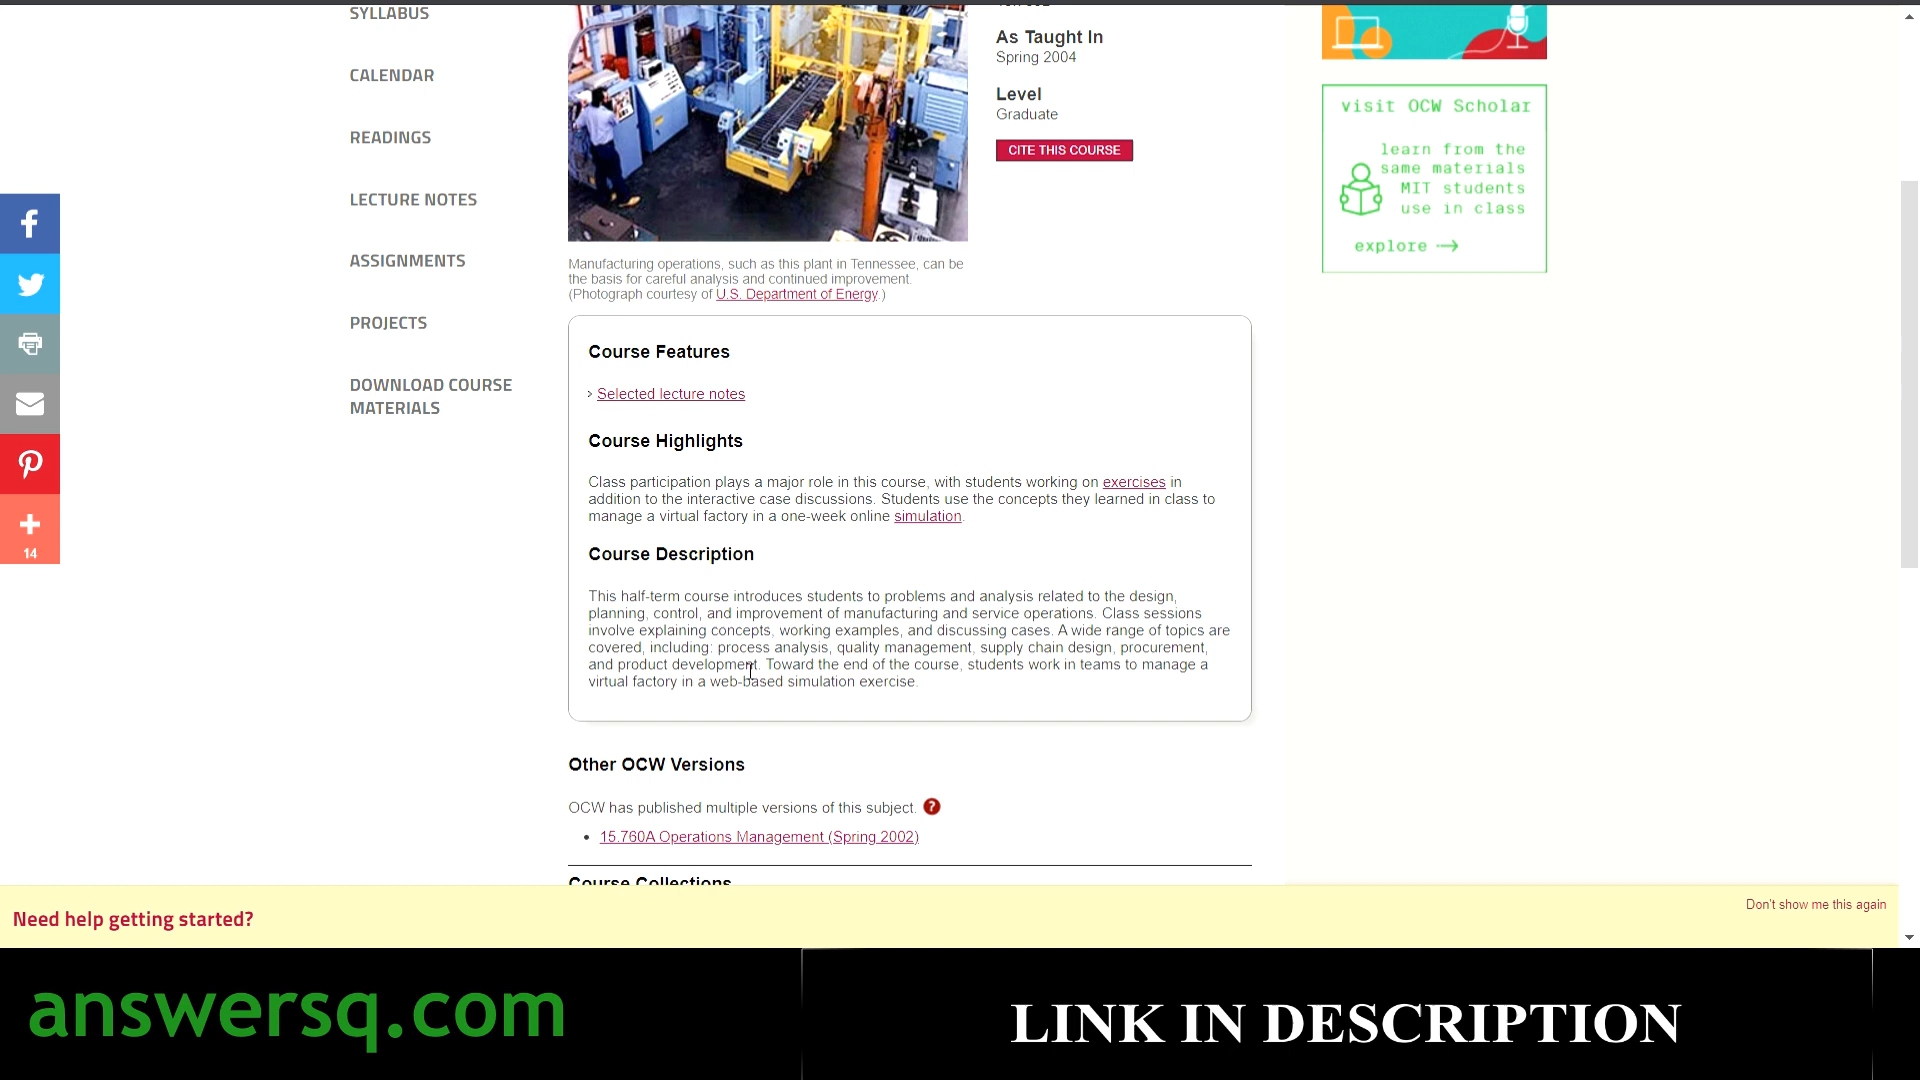 SYLLABUS
CALENDAR
READINGS
LECTURE NOTES
ASSIGNMENTS
PROJECTS
DOWNLOAD COURSE
MATERIALS
14
Manufacturing operations, such as this plant in Tennessee, can be
the basis for careful analysis and continued improvement.
(Photograph courtesy of U.S. Department of Energy.)
As Taught In
Spring 2004
Level
Graduate
CITE THIS COURSE
Course Features
Selected lecture notes
Course Highlights
Class participation plays a major role in this course, with students working on exercises in
addition to the interactive case discussions. Students use the concepts they learned in class to
manage a virtual factory in a one-week online simulation.
Course Description
This half-term course introduces students to problems and analysis related to the design,
planning, control, and improvement of manufacturing and service operations. Class sessions
involve explaining concepts, working examples, and discussing cases. A wide range of topics are
covered, including: process analysis, quality management, supply chain design, procurement,
and product development. Toward the end of the course, students work in teams to manage a
virtual factory in a web-based simulation exercise.
Other OCW Versions
OCW has published multiple versions of this subject. ?
• 15.760A Operations Management (Spring 2002)
Course Collections
visit OCW Scholar
learn from the
same materials
MIT students
use in class
explore →
Need help getting started?
Don't show me this again
answersq.com
LINK IN DESCRIPTION